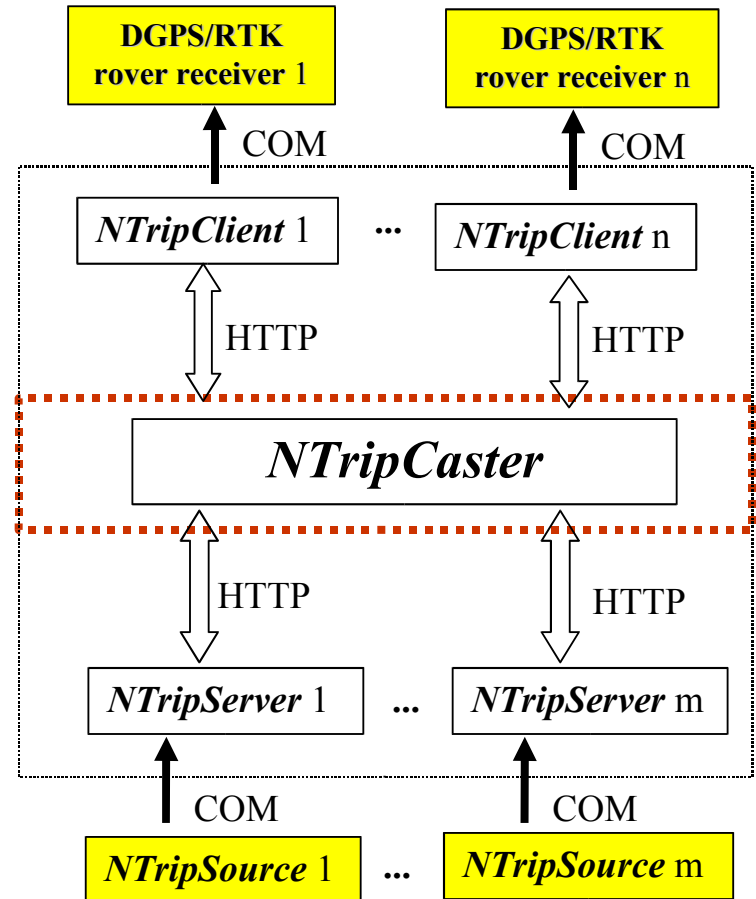 DGPS/RTK
rover receiver 1
DGPS/RTK
rover receiver n
COM
COM
NTripClient 1
...
NTripClient n
HTTP
HTTP
NTripCaster
HTTP
HTTP
NTripServer 1
...
NTripServer m
COM
COM
NTripSource 1
...
NTripSource m